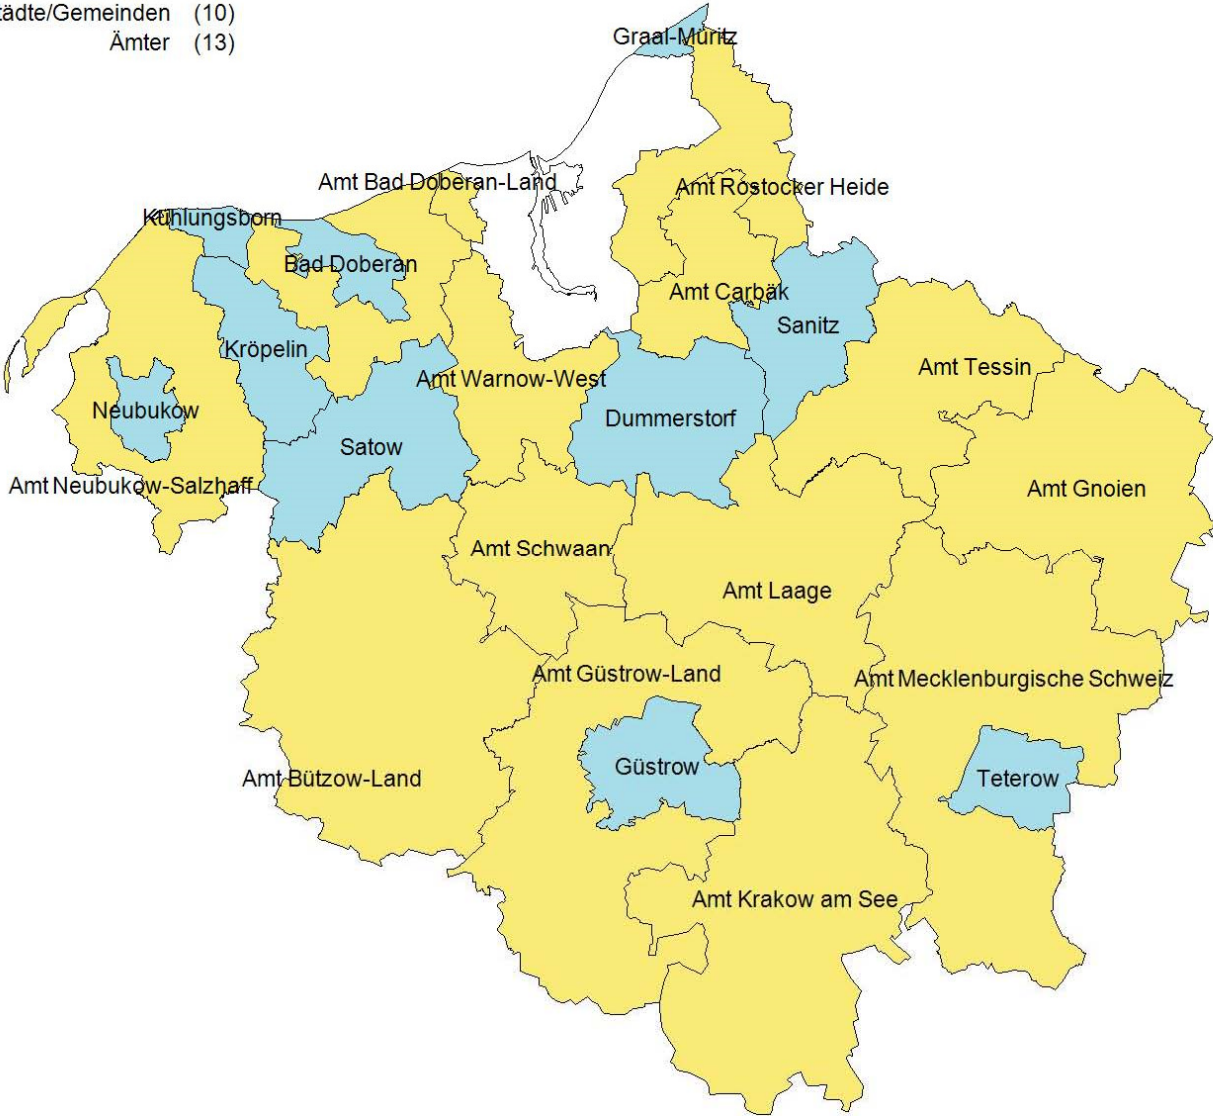 tädte/Gemeinden (10)
Ämter (13)
Graal-Müritz
Amt Bad Doberan-Land
Amt Rostocker Heide
Kühlungsborn
Bad Doberan
Amt Carbäk
Sanitz
Kröpelin
Amt Tessin
Amt Warnow-West
Neubukow
Dummerstorf
Satow
Amt Neubukow-Salzhaff
Amt Gnoien
Amt Schwaan
Amt Laage
Amt Güstrow-Land
Amt Mecklenburgische Schweiz
Güstrow
Amt Bützow-Land
Teterow
Amt Krakow am See